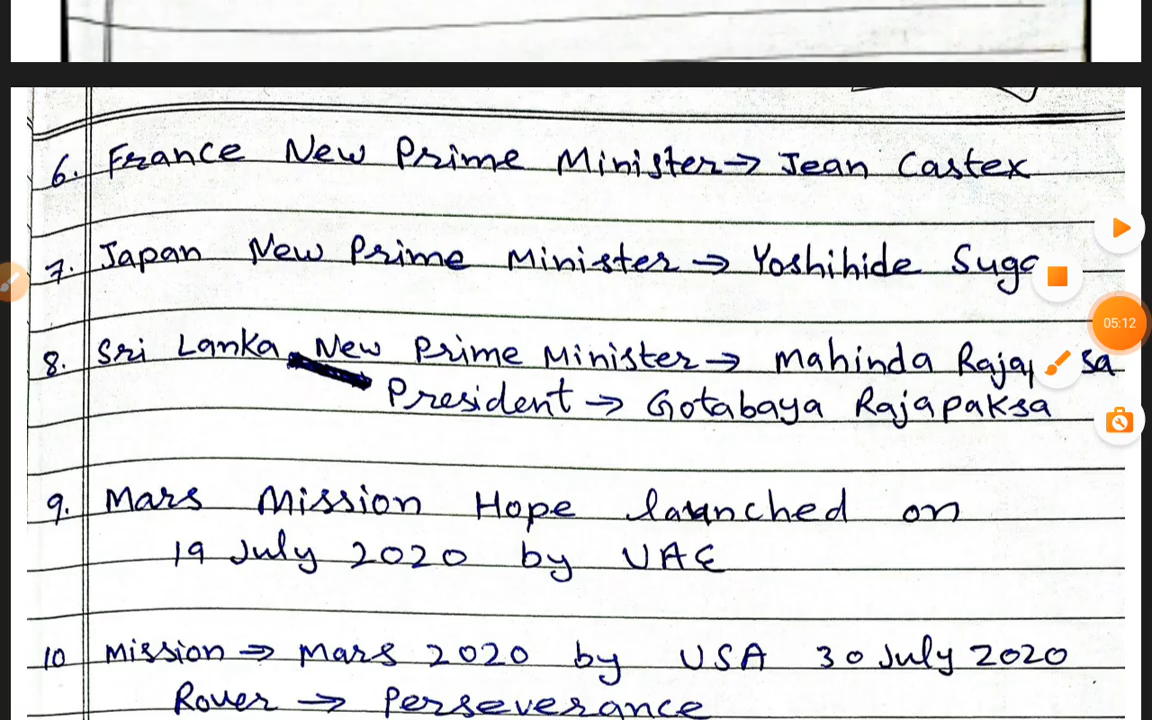 6. France New Prime Minister → Jean Castex
7. Japan New Prime Minister → Yoshihide Suga
8. Sri Lanka New Prime Minister → Mahinda
President → Gotabaya Rajapaksa
9. Mars Mission Hope launched on
19 July 2020 by UAE
10 Mission ⇒ Mars 2020 by USA 30 July 2020
Rover → Perseverance
05:12